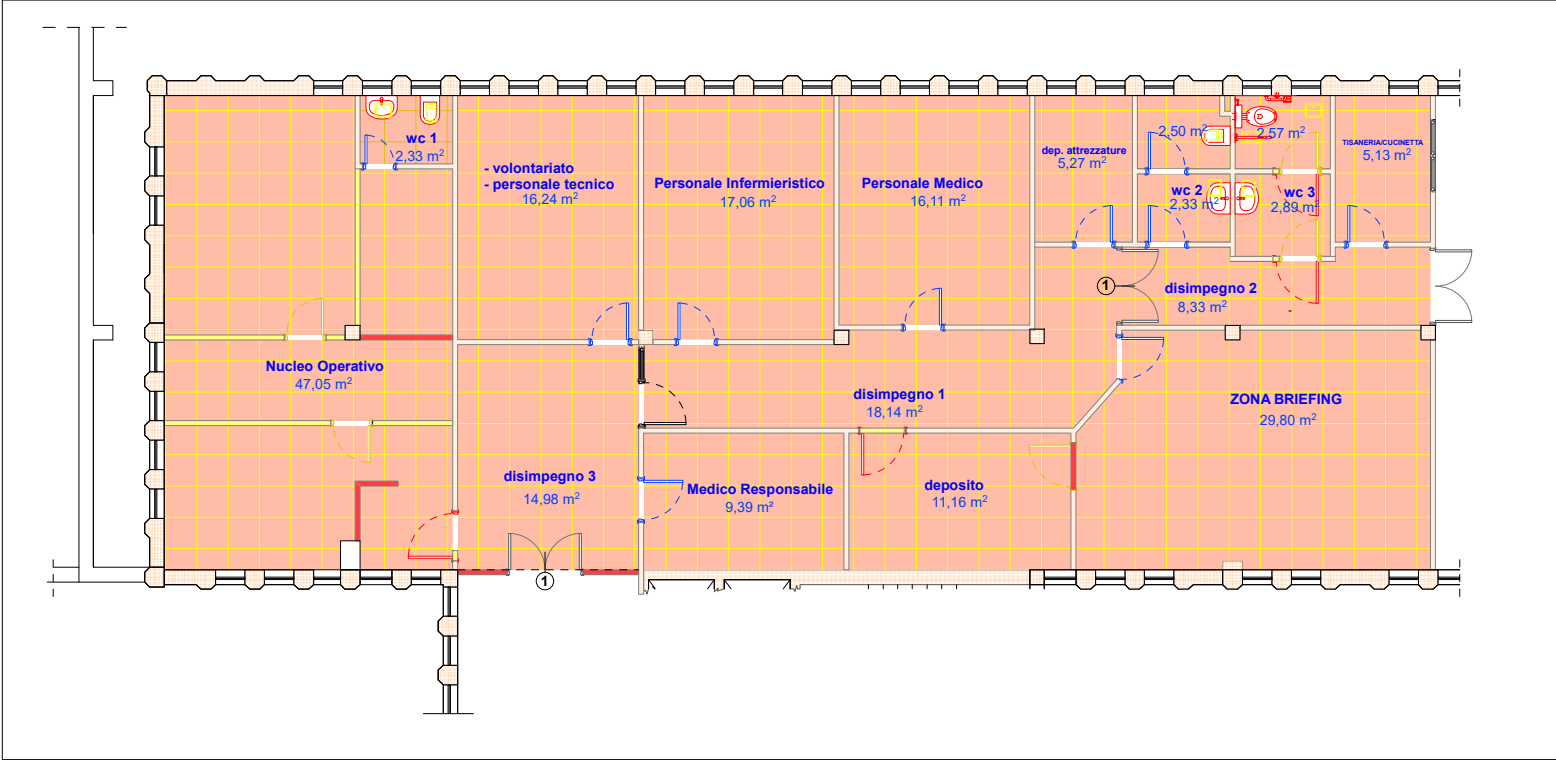 wc 1
2,33 m²
- volontariato
- personale tecnico
16,24 m²
Personale Infermieristico
17,06 m²
Personale Medico
16,11 m²
dep. attrezzature
5,27 m²
2,50 m²
2,57 m²
TISANERIA/CUCINETTA
5,13 m²
wc 2
2,33 m²
wc 3
2,89 m²
1
disimpegno 2
8,33 m²
Nucleo Operativo
47,05 m²
disimpegno 1
18,14 m²
ZONA BRIEFING
29,80 m²
disimpegno 3
14,98 m²
Medico Responsabile
9,39 m²
deposito
11,16 m²
1